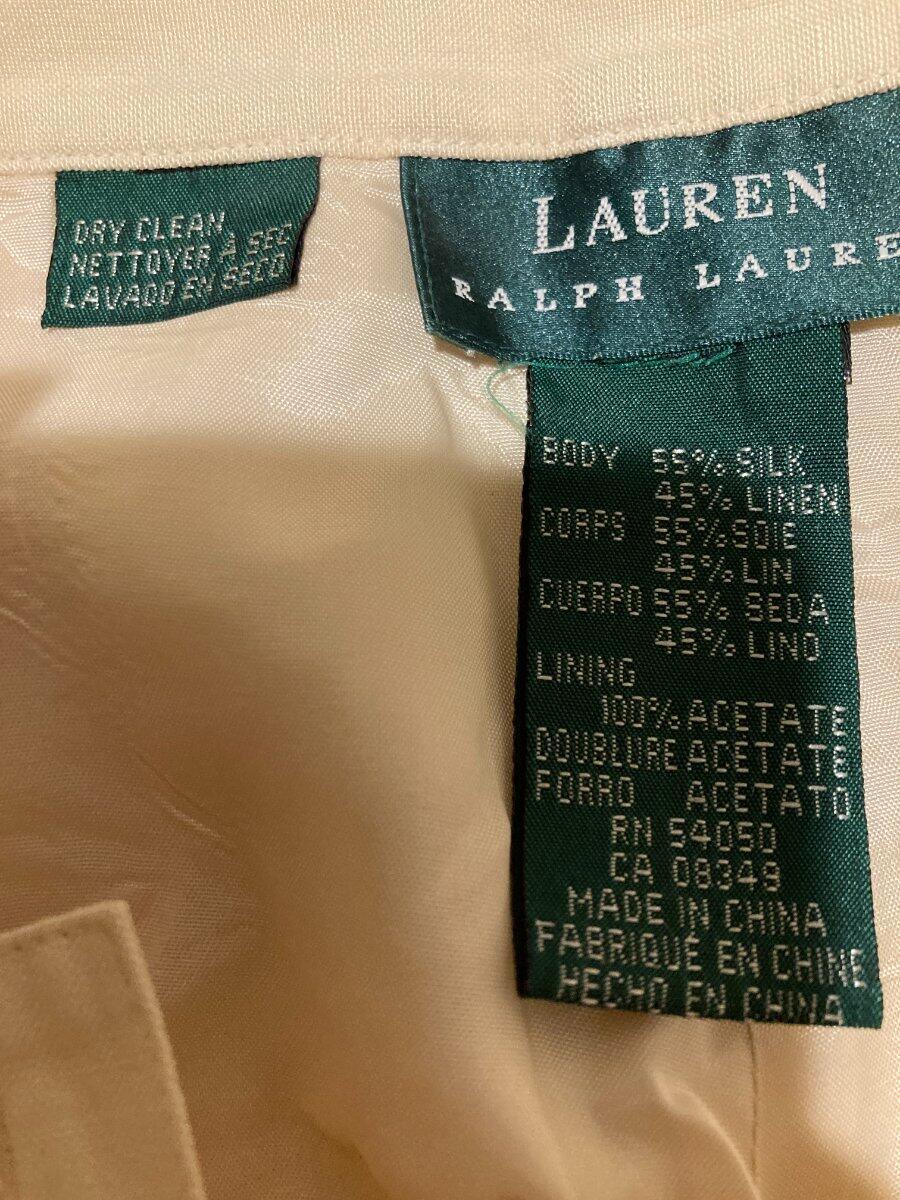 DRY CLEAN
NETTOYER À SEC
LAVADO EN SECO
LAUREN
RALPH LAURE
BODY 55% SILK
45% LINEN
CORPS 55% SOIE
45% LIN
CUERPO 55% SEDA
45% LINO
LINING
100% ACETATE
DOUBLURE ACETATE
FORRO ACETATO
RN 54050
CA 08349
MADE IN CHINA
FABRIQUÉ EN CHINE
HECHO EN CHINA